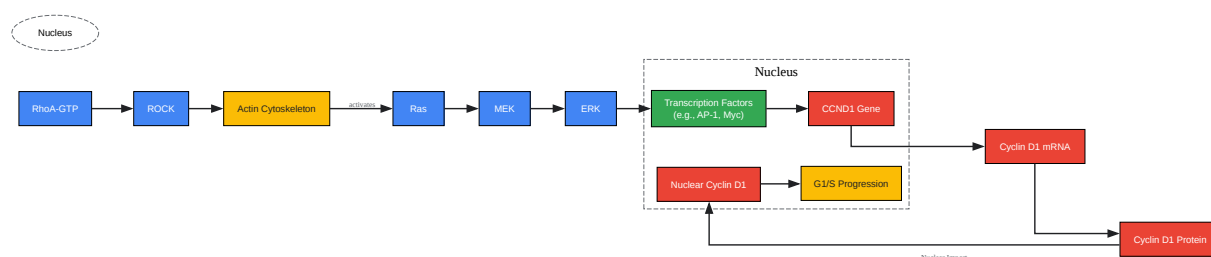 Nucleus
Nucleus
RhoA-GTP
ROCK
Actin Cytoskeleton
activates
Ras
MEK
ERK
Transcription Factors
(e.g., AP-1, Myc)
CCND1 Gene
Cyclin D1 mRNA
Nuclear Cyclin D1
G1/S Progression
Cyclin D1 Protein